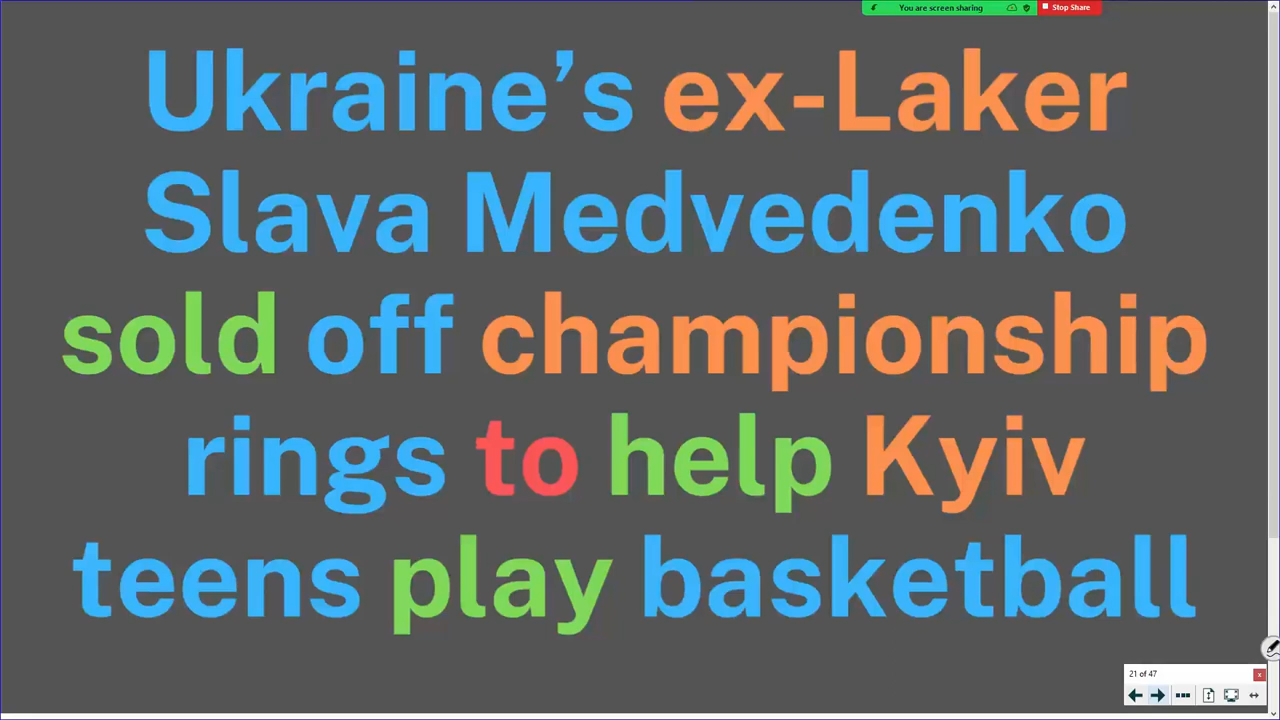 You are screen sharing
Stop Share
Ukraine’s ex-Laker
Slava Medvedenko
sold off championship
rings to help Kyiv
teens play basketball
21 of 47
x